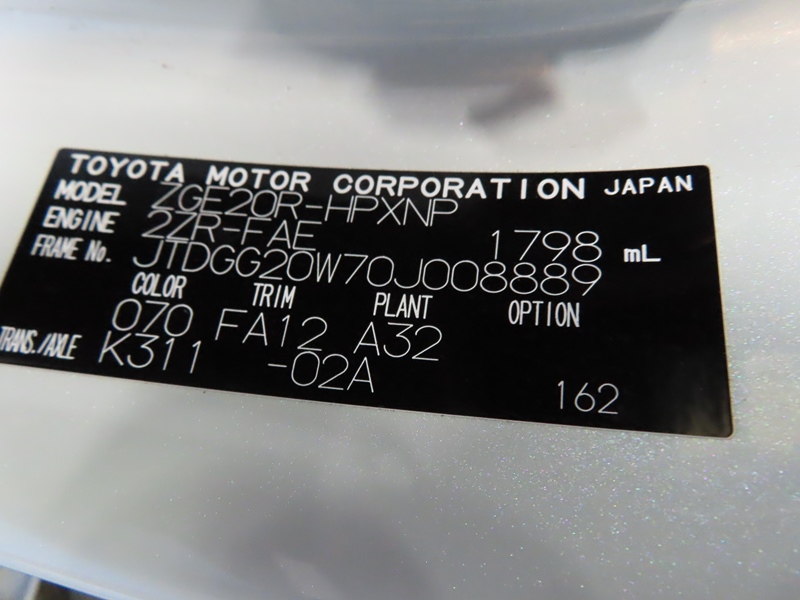 TOYOTA MOTOR CORPORATION JAPAN
MODEL ZGE20R-HPXNP
ENGINE 2ZR-FAE 1798 mL
FRAME No. JTDGG20W70J008889
COLOR TRIM PLANT OPTION
070 FA12 A32
TRANS./AXLE K311 -02A
162